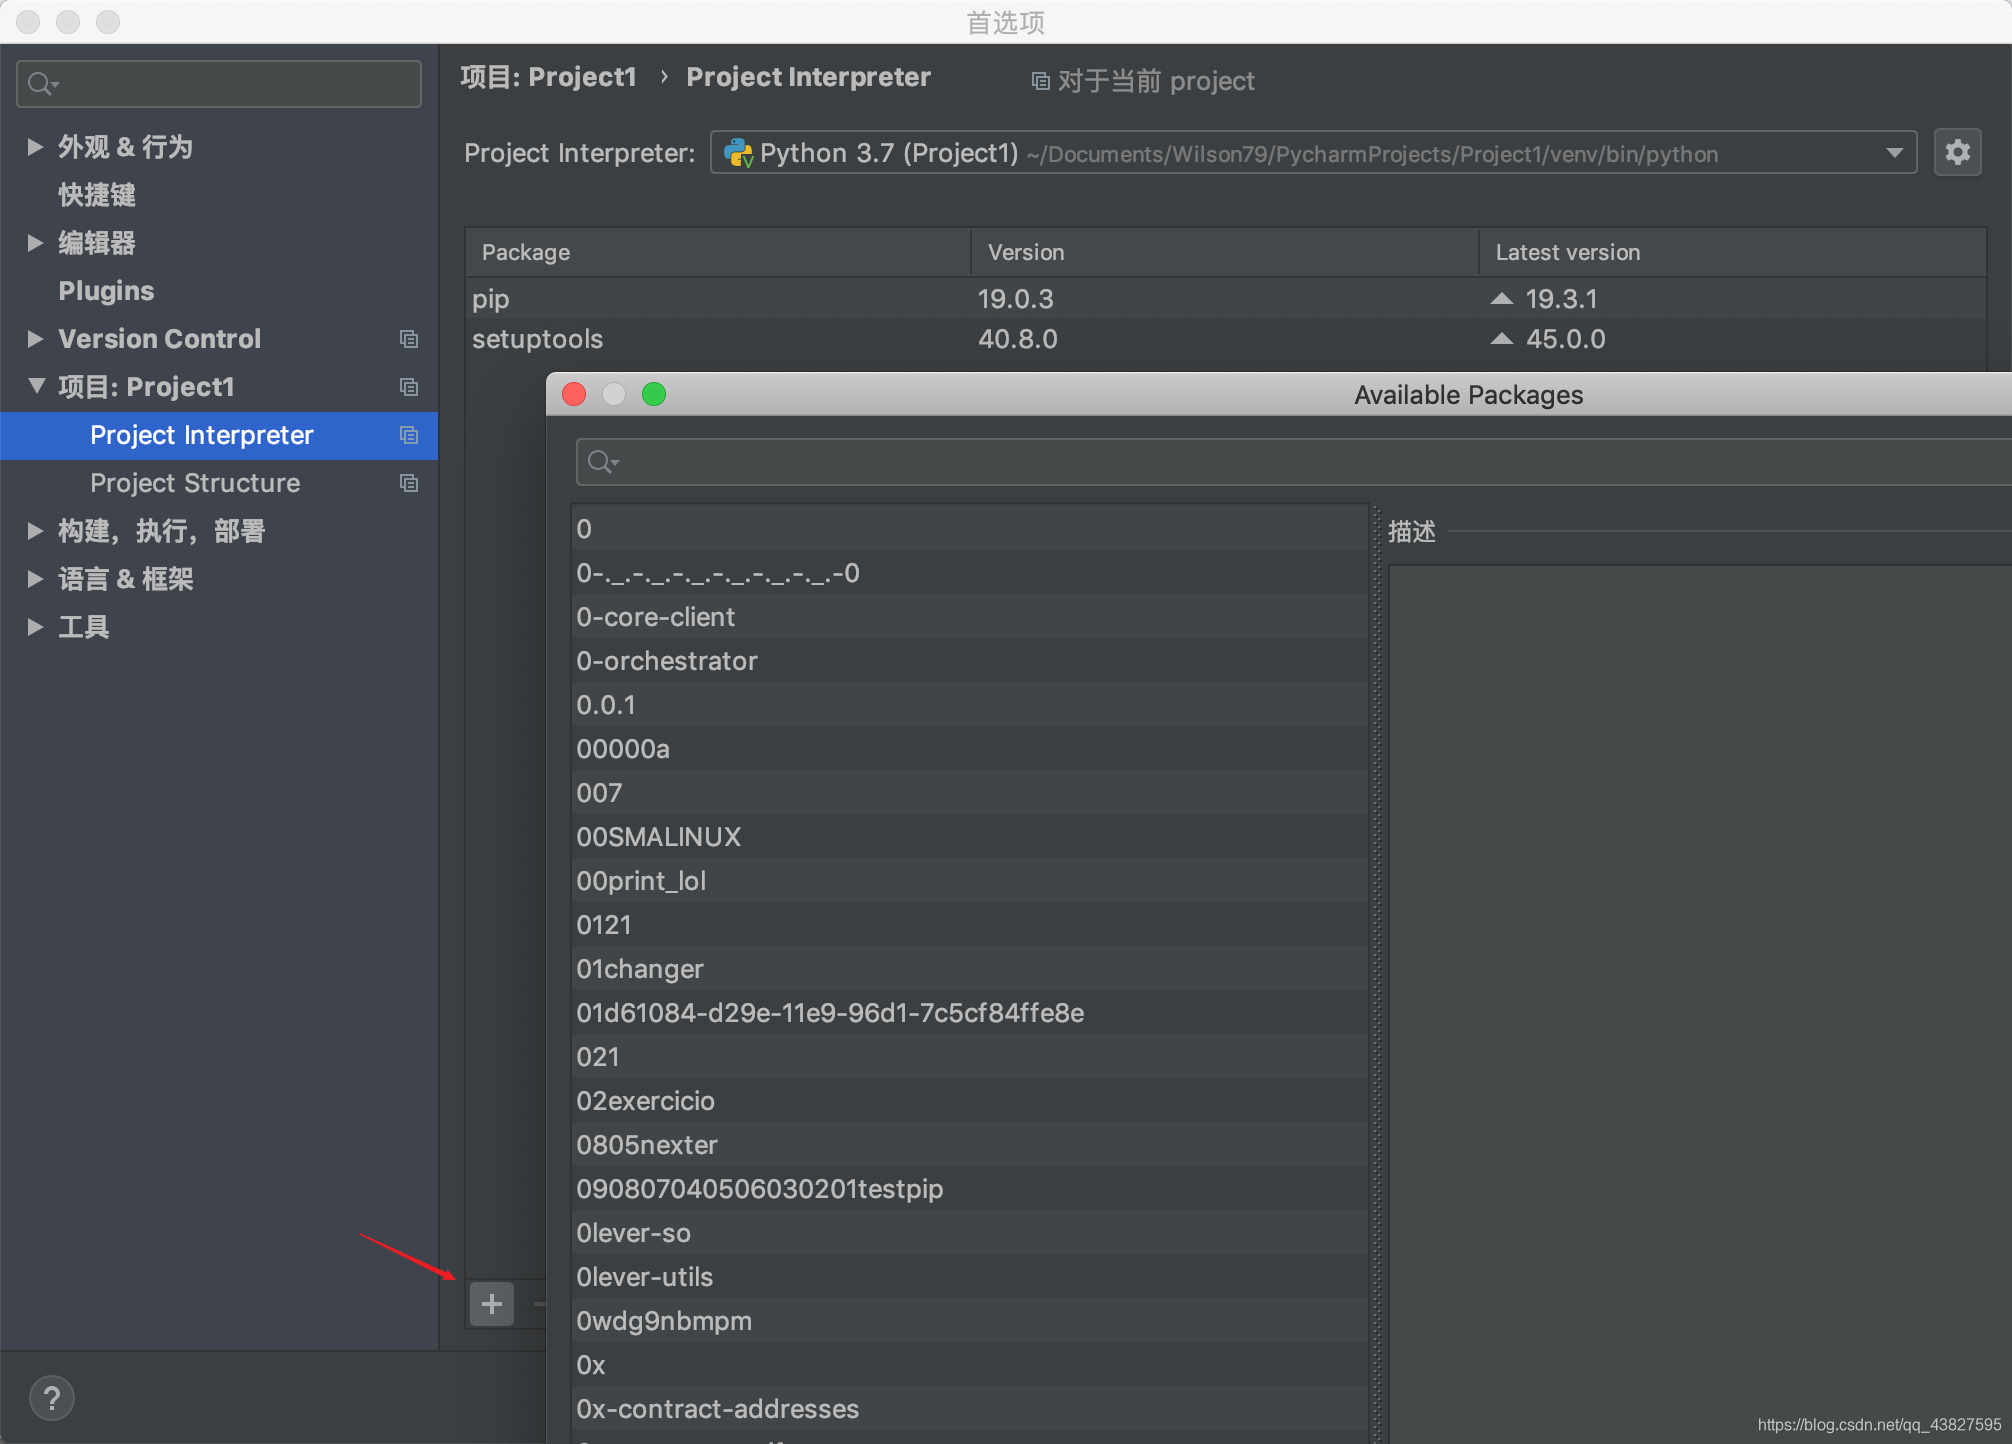 首选项
项目: Project1 › Project Interpreter 对于当前 project
外观 & 行为
快捷键
编辑器
Plugins
Version Control
项目: Project1
Project Interpreter
Project Structure
构建，执行，部署
语言 & 框架
工具
Project Interpreter: Python 3.7 (Project1) ~/Documents/Wilson79/PycharmProjects/Project1/venv/bin/python
Package Version Latest version
pip 19.0.3 19.3.1
setuptools 40.8.0 45.0.0
Available Packages
0
0-._.-._.-._.-._.-._.-._.-0
0-core-client
0-orchestrator
0.0.1
00000a
007
00SMALINUX
00print_lol
0121
01changer
01d61084-d29e-11e9-96d1-7c5cf84ffe8e
021
02exercicio
0805nexter
090807040506030201testpip
0lever-so
0lever-utils
0wdg9nbmpm
0x
0x-contract-addresses
描述
https://blog.csdn.net/qq_43827595